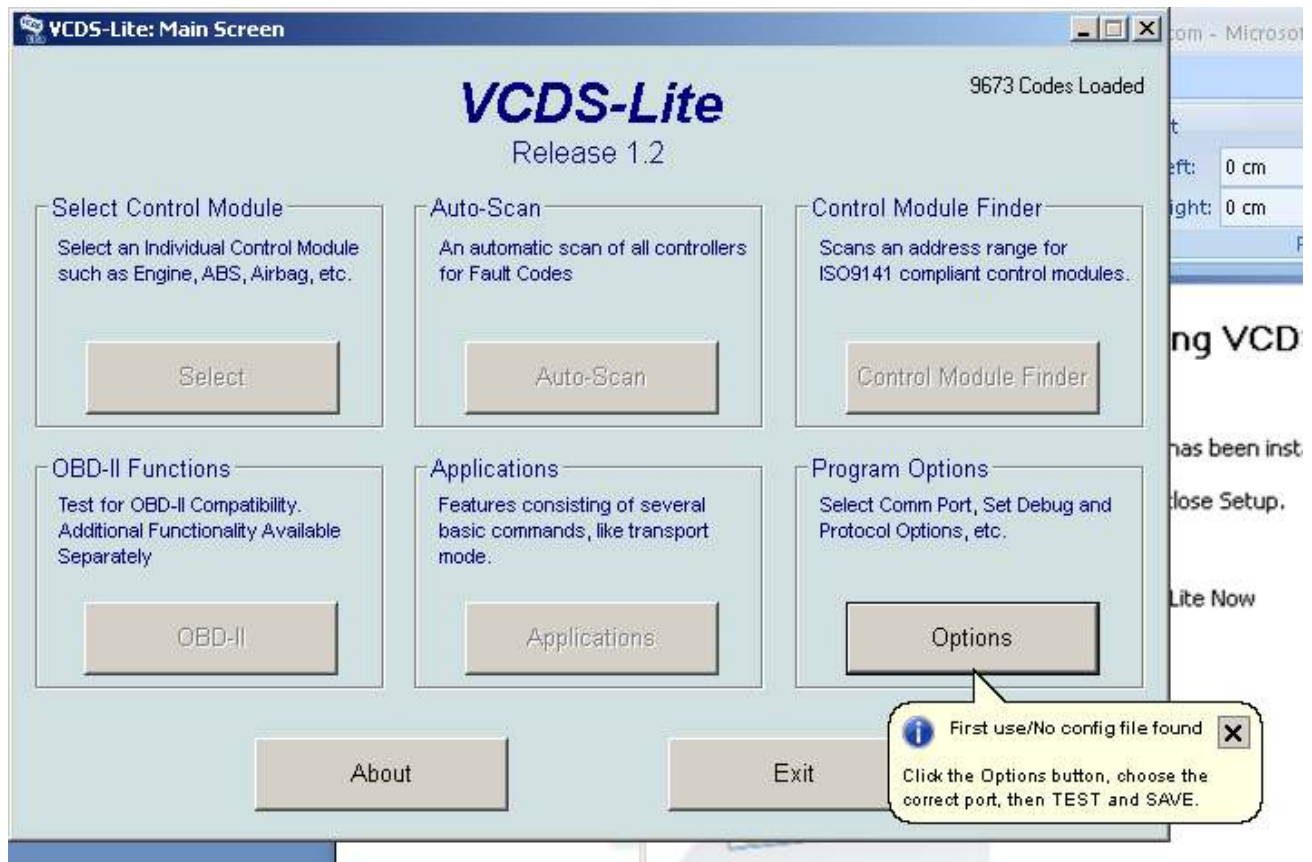 VCDS-Lite: Main Screen
com - Microsof
VCDS-Lite
9673 Codes Loaded
Release 1.2
0 cm
0 cm
Select Control Module
Select an Individual Control Module
such as Engine, ABS, Airbag, etc.
Select
Auto-Scan
An automatic scan of all controllers
for Fault Codes
Auto-Scan
Control Module Finder
Scans an address range for
ISO9141 compliant control modules.
Control Module Finder
ng VCD
has been inst
close Setup.
Lite Now
OBD-II Functions
Test for OBD-II Compatibility.
Additional Functionality Available
Separately
OBD-II
Applications
Features consisting of several
basic commands, like transport
mode.
Applications
Program Options
Select Comm Port, Set Debug and
Protocol Options, etc.
Options
First use/No config file found
Click the Options button, choose the
correct port, then TEST and SAVE.
About
Exit